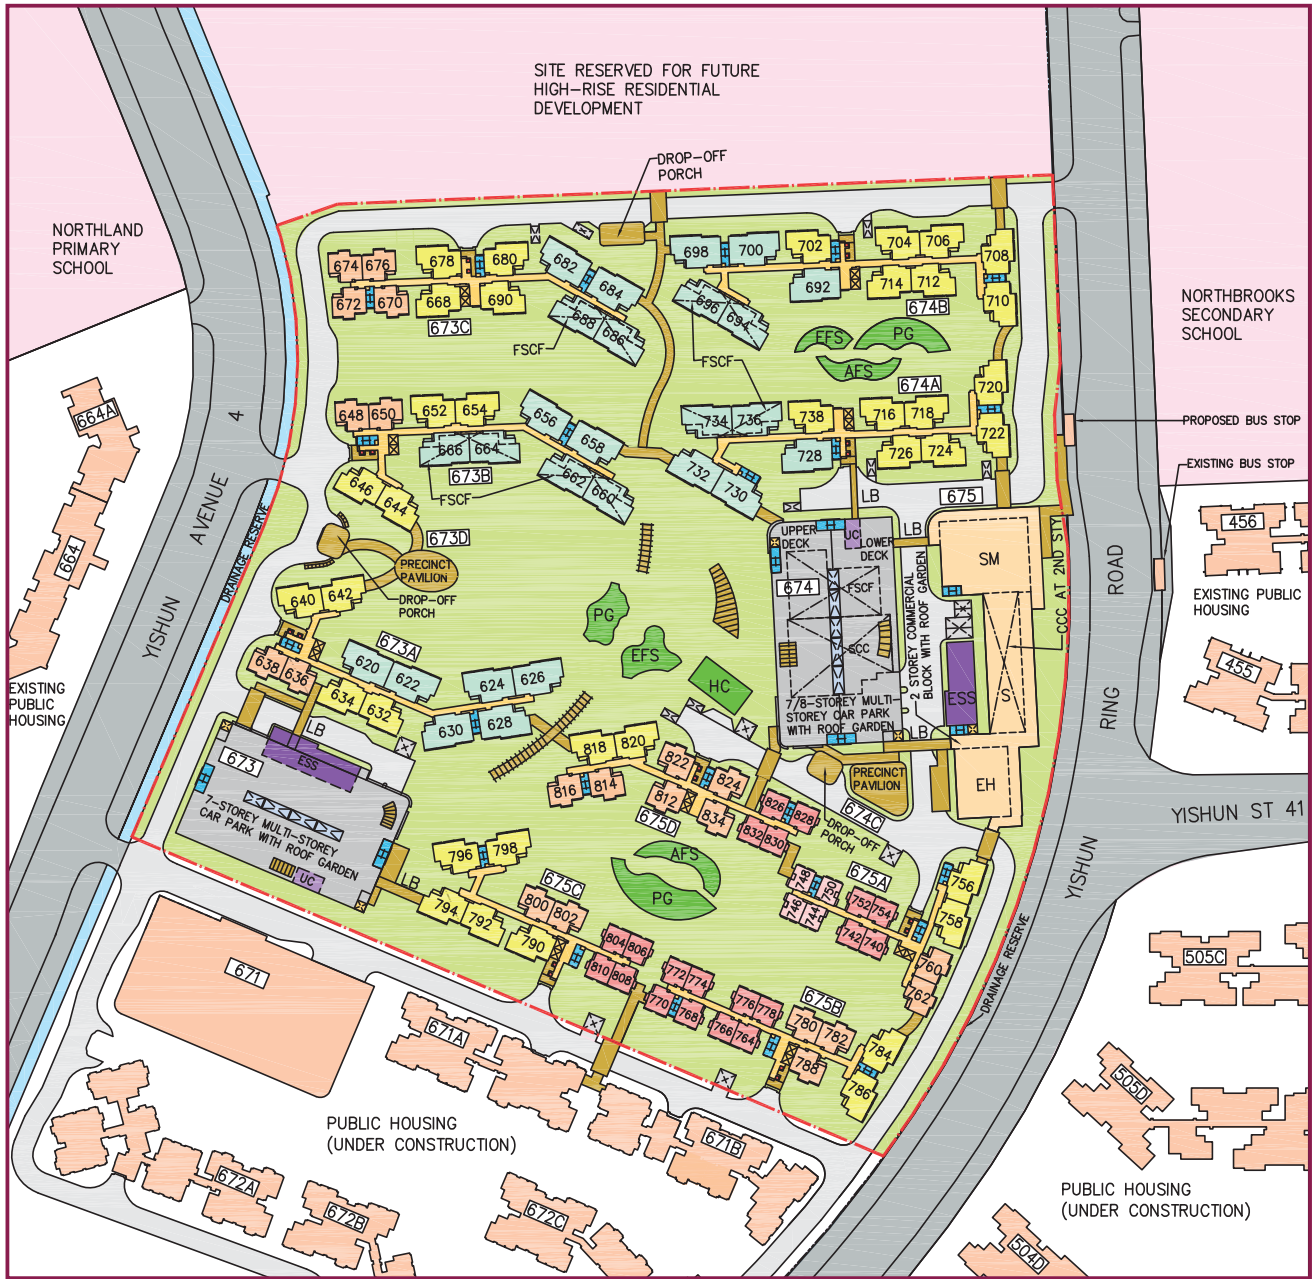 SITE RESERVED FOR FUTURE
HIGH-RISE RESIDENTIAL
DEVELOPMENT
DROP-OFF
PORCH
NORTHLAND
PRIMARY
SCHOOL
NORTHBROOKS
SECONDARY
SCHOOL
674 676
678
680
672 670
668
690
673C
682
684
688 686
FSCF
698
700
702
704 706
708
692
714 712
710
696 694
674B
EFS
PG
AFS
FSCF
674A
720
722
734 736
738
716 718
728
726 724
732
730
PROPOSED BUS STOP
EXISTING BUS STOP
664A
664
EXISTING
PUBLIC
HOUSING
YISHUN
AVENUE
4
DRAINAGE RESERVE
648 650
652
654
656
658
666 664
662 660
673B
FSCF
646
644
673D
PRECINCT
PAVILION
DROP-OFF
PORCH
640 642
638 636
673A
620
622
634
632
624 626
630
628
LB
675
LB
UPPER
DECK
UC
LOWER
DECK
674
FSCF
SCC
7/8-STOREY MULTI-
STOREY CAR PARK
WITH ROOF GARDEN
2 STOREY COMMERCIAL
BLOCK WITH ROOF GARDEN
SM
ESS
S
LB
EH
CCC AT 2ND STY
PG
EFS
HC
456
EXISTING PUBLIC
HOUSING
455
ROAD
RING
YISHUN
YISHUN ST 41
LB
ESS
673
7-STOREY MULTI-STOREY
CAR PARK WITH ROOF GARDEN
UC
LB
818 820
816 814
822
824
812
834
675D
826 828
832 830
PRECINCT
PAVILION
674C
DROP-OFF
PORCH
AFS
PG
748 750
746 744
675A
752 754
742 740
756
758
760
762
796 798
794 792
790
675C
800 802
804 806
810 808
772 774
770 768
776 778
766 764
675B
780 782
788
784
786
DRAINAGE RESERVE
671
671A
671B
PUBLIC HOUSING
(UNDER CONSTRUCTION)
672A
672B
672C
505C
505D
504D
PUBLIC HOUSING
(UNDER CONSTRUCTION)